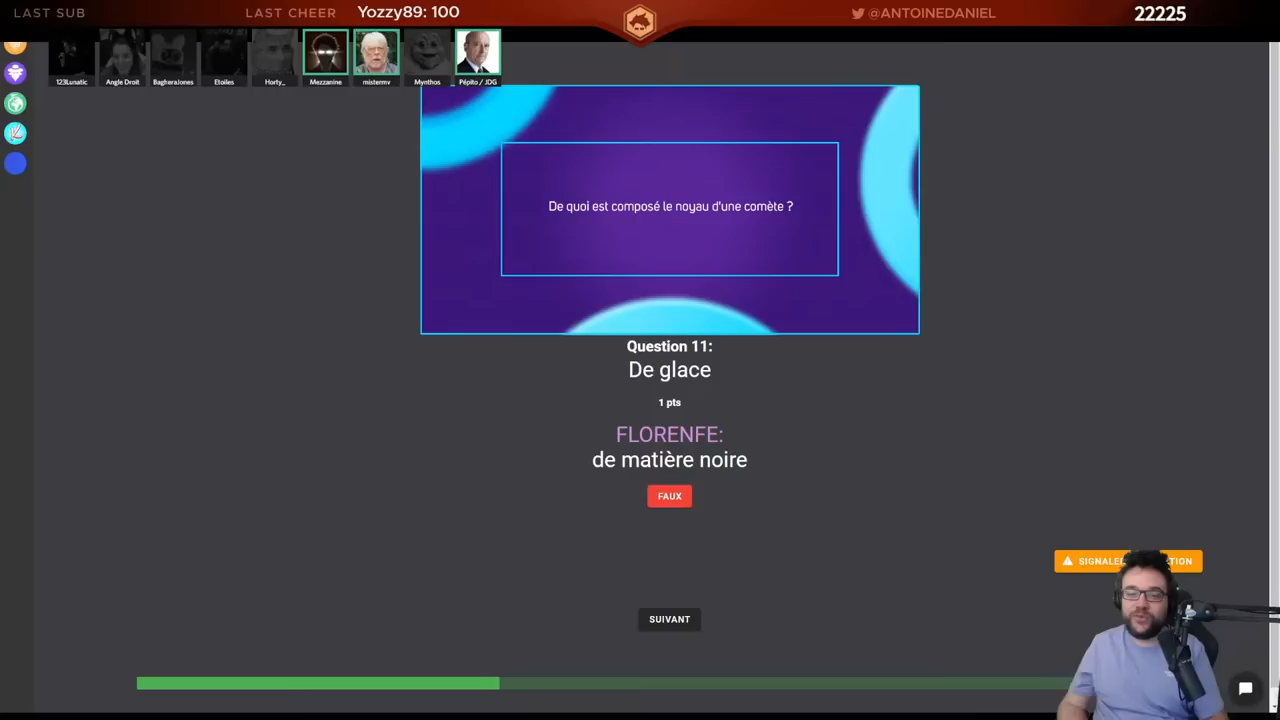 LAST SUB
LAST CHEER
Yozzy89: 100
@ANTOINEDANIEL
22225
123Lunatic
Angle Droit
BagheraJones
Etoiles
Horty_
Mezzanine
mistermv
Mynthos
Pépito / JDG
De quoi est composé le noyau d'une comète ?
Question 11:
De glace
1 pts
FLORENFE:
de matière noire
FAUX
SIGNALE
TION
SUIVANT